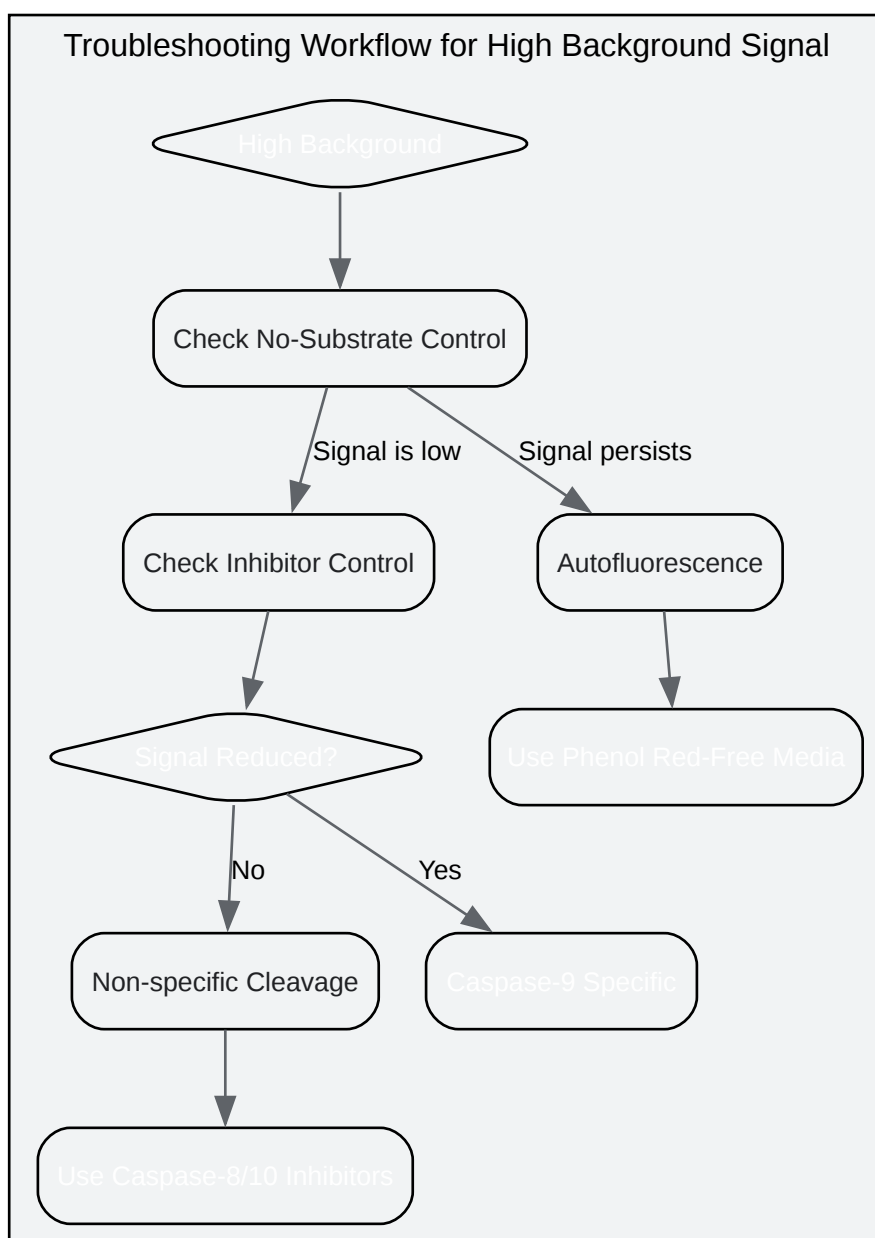 Troubleshooting Workflow for High Background Signal
High Background
Check No-Substrate Control
Signal is low
Signal persists
Check Inhibitor Control
Autofluorescence
Signal Reduced?
Use Phenol Red-Free Media
No
Yes
Non-specific Cleavage
Caspase-9 Specific
Use Caspase-8/10 Inhibitors